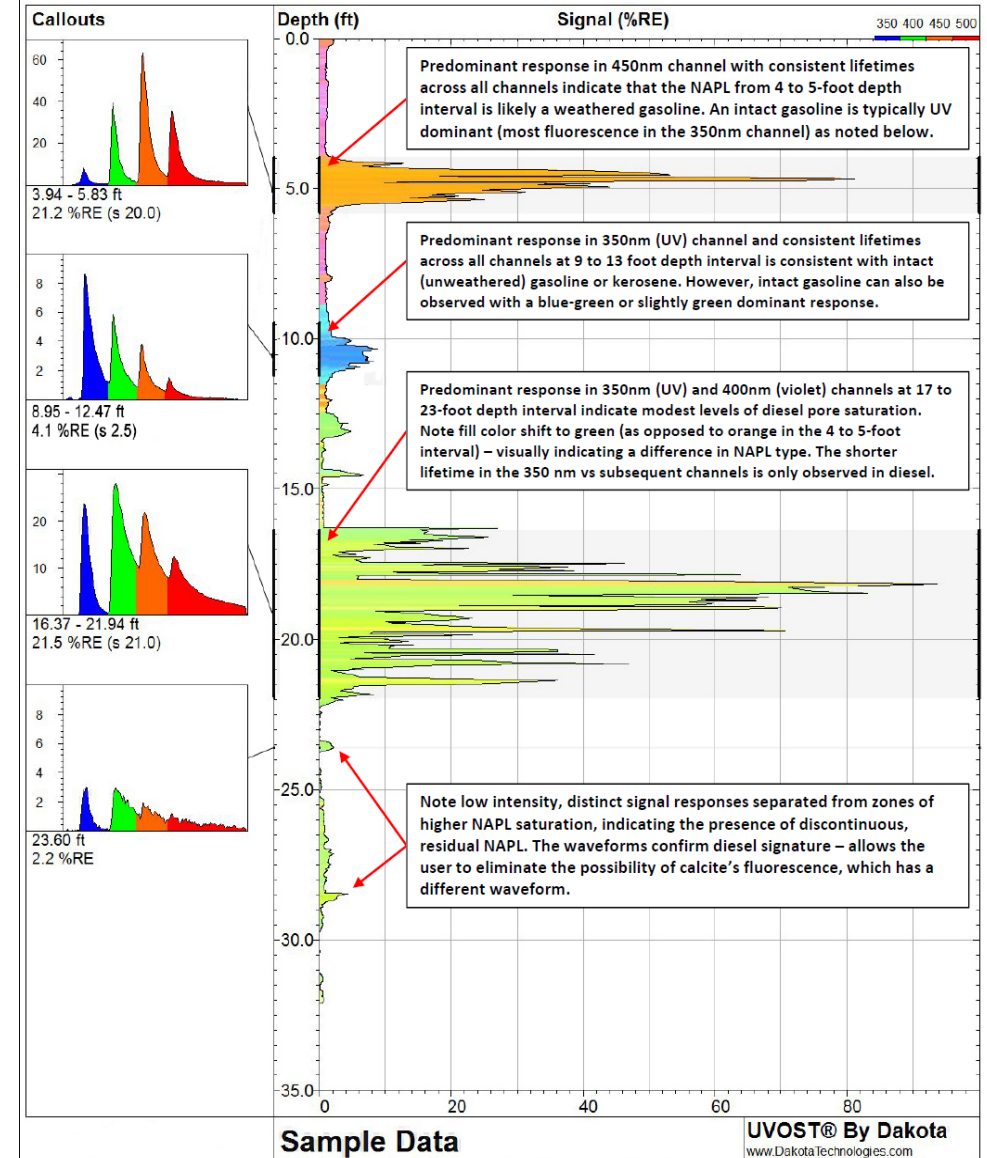 Callouts
Depth (ft)
Signal (%RE)
350 400 450 500
60
40
20
3.94 - 5.83 ft
21.2 %RE (s 20.0)
8
6
4
2
8.95 - 12.47 ft
4.1 %RE (s 2.5)
20
10
16.37 - 21.94 ft
21.5 %RE (s 21.0)
8
6
4
2
23.60 ft
2.2 %RE
0.0
5.0
10.0
15.0
20.0
25.0
30.0
35.0
Predominant response in 450nm channel with consistent lifetimes
across all channels indicate that the NAPL from 4 to 5-foot depth
interval is likely a weathered gasoline. An intact gasoline is typically UV
dominant (most fluorescence in the 350nm channel) as noted below.
Predominant response in 350nm (UV) channel and consistent lifetimes
across all channels at 9 to 13 foot depth interval is consistent with intact
(unweathered) gasoline or kerosene. However, intact gasoline can also be
observed with a blue-green or slightly green dominant response.
Predominant response in 350nm (UV) and 400nm (violet) channels at 17 to
23-foot depth interval indicate modest levels of diesel pore saturation.
Note fill color shift to green (as opposed to orange in the 4 to 5-foot
interval) – visually indicating a difference in NAPL type. The shorter
lifetime in the 350 nm vs subsequent channels is only observed in diesel.
Note low intensity, distinct signal responses separated from zones of
higher NAPL saturation, indicating the presence of discontinuous,
residual NAPL. The waveforms confirm diesel signature – allows the
user to eliminate the possibility of calcite's fluorescence, which has a
different waveform.
0
20
40
60
80
Sample Data
UVOST® By Dakota
www.DakotaTechnologies.com